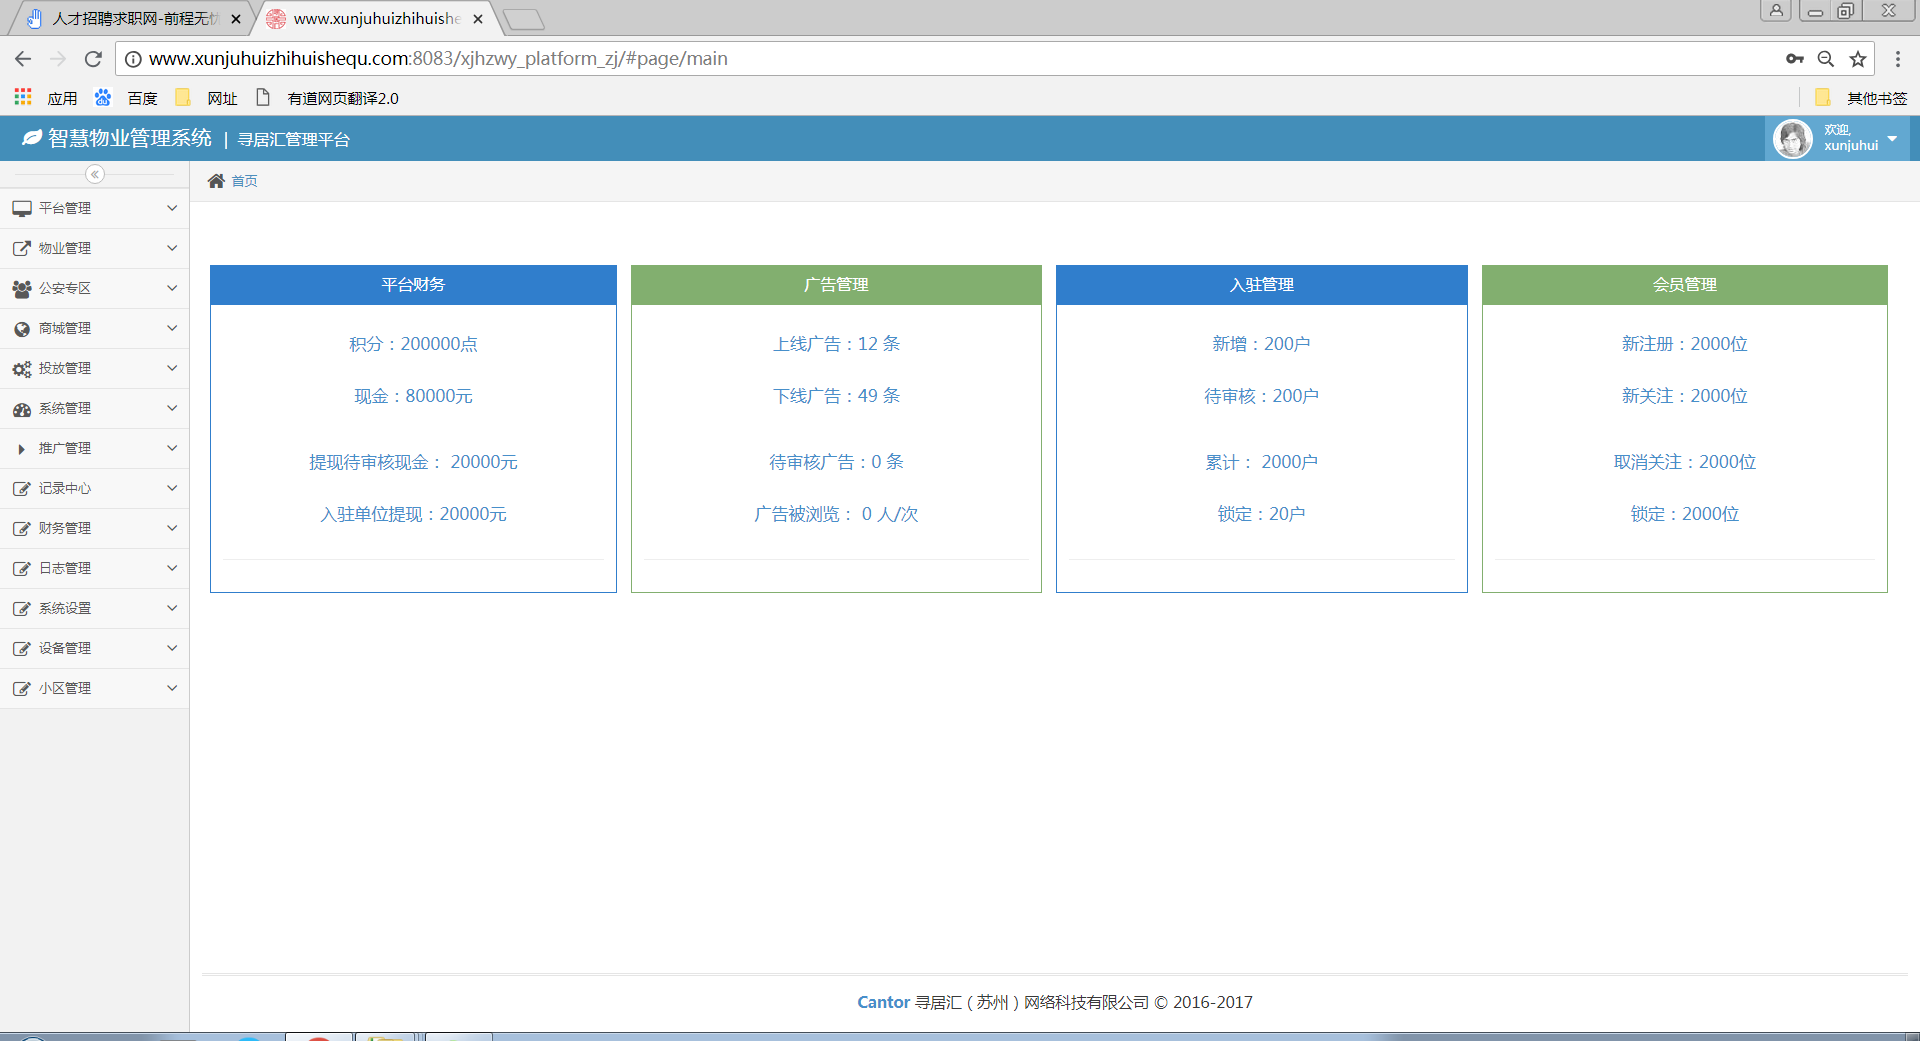 人才招聘求职网-前程无忧
www.xunjuhuizhihuishe
www.xunjuhuizhihuishequ.com:8083/xjhzwy_platform_zj/#page/main
应用 百度 网址 有道网页翻译2.0 其他书签
智慧物业管理系统 | 寻居汇管理平台
欢迎,
xunjuhui
首页
平台管理
物业管理
公安专区
商城管理
投放管理
系统管理
推广管理
记录中心
财务管理
日志管理
系统设置
设备管理
小区管理
平台财务
积分：200000点
现金：80000元
提现待审核现金： 20000元
入驻单位提现：20000元
广告管理
上线广告：12 条
下线广告：49 条
待审核广告：0 条
广告被浏览： 0 人/次
入驻管理
新增：200户
待审核：200户
累计： 2000户
锁定：20户
会员管理
新注册：2000位
新关注：2000位
取消关注：2000位
锁定：2000位
Cantor 寻居汇（苏州）网络科技有限公司 © 2016-2017